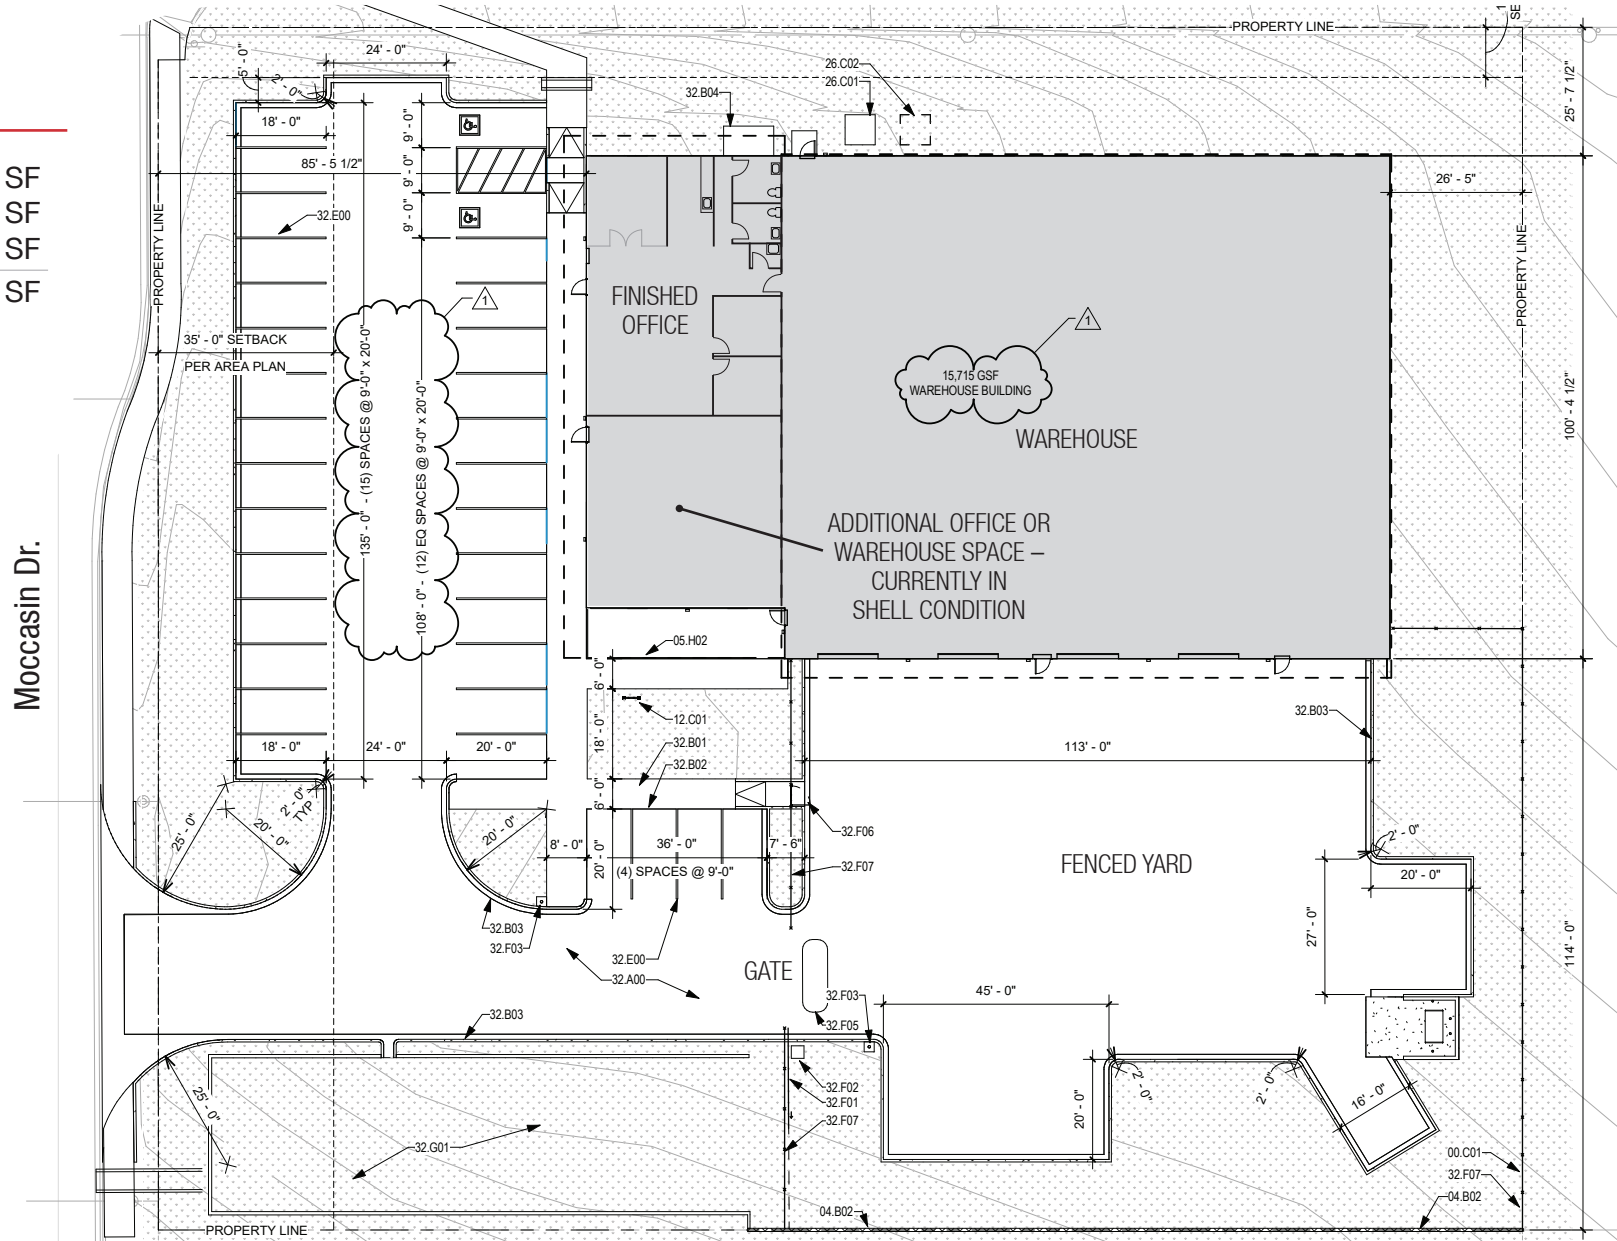 PROPERTY LINE
1
SE
24' - 0"
5' - 0"
2' - 0"
26.C02
26.C01
32.B04
25' - 7 1/2"
18' - 0"
9' - 0"
85' - 5 1/2"
9' - 0"
9' - 0"
26' - 5"
SF
SF
SF
SF
32.E00
PROPERTY LINE
PROPERTY LINE
FINISHED
OFFICE
1
1
35' - 0" SETBACK
PER AREA PLAN
15,715 GSF
WAREHOUSE BUILDING
WAREHOUSE
100' - 4 1/2"
135' - 0" - (15) SPACES @ 9'-0" x 20'-0"
108' - 0" - (12) EQ SPACES @ 9'-0" x 20'-0"
ADDITIONAL OFFICE OR
WAREHOUSE SPACE –
CURRENTLY IN
SHELL CONDITION
Moccasin Dr.
05.H02
6' - 0"
12.C01
32.B01
32.B02
18' - 0"
32.B03
18' - 0"
24' - 0"
20' - 0"
113' - 0"
6' - 0"
2' - 0"
TYP
25' - 0"
20' - 0"
20' - 0"
8' - 0"
20' - 0"
36' - 0"
(4) SPACES @ 9'-0"
7' - 6"
32.F06
32.F07
2' - 0"
FENCED YARD
20' - 0"
27' - 0"
114' - 0"
32.B03
32.F03
32.E00
32.A00
GATE
32.F03
32.F05
45' - 0"
32.B03
32.F02
32.F01
32.F07
20' - 0"
2' - 0"
2' - 0"
16' - 0"
25' - 0"
32.G01
00.C01
32.F07
04.B02
04.B02
PROPERTY LINE